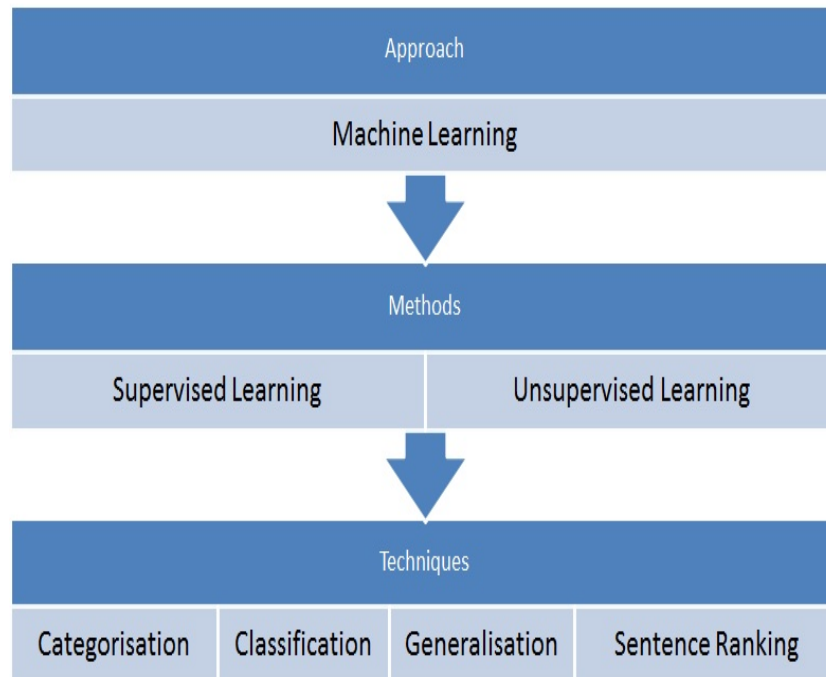 Approach
Machine Learning
Methods
Supervised Learning Unsupervised Learning
Techniques
Categorisation Classification Generalisation Sentence Ranking